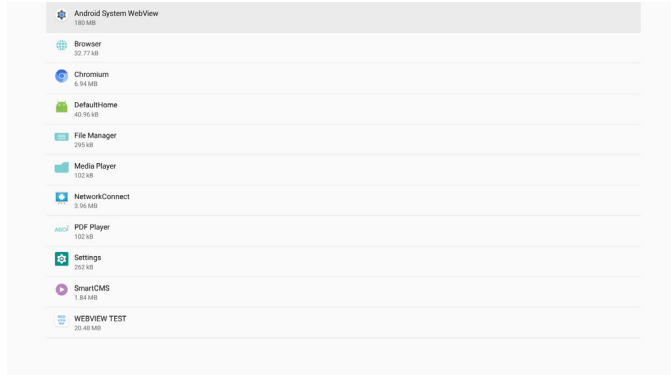 Android System WebView
180 MB
Browser
32.77 kB
Chromium
6.94 MB
DefaultHome
40.96 kB
File Manager
295 kB
Media Player
102 kB
NetworkConnect
3.96 MB
PDF Player
102 kB
Settings
262 kB
SmartCMS
1.84 MB
WEBVIEW TEST
20.48 MB